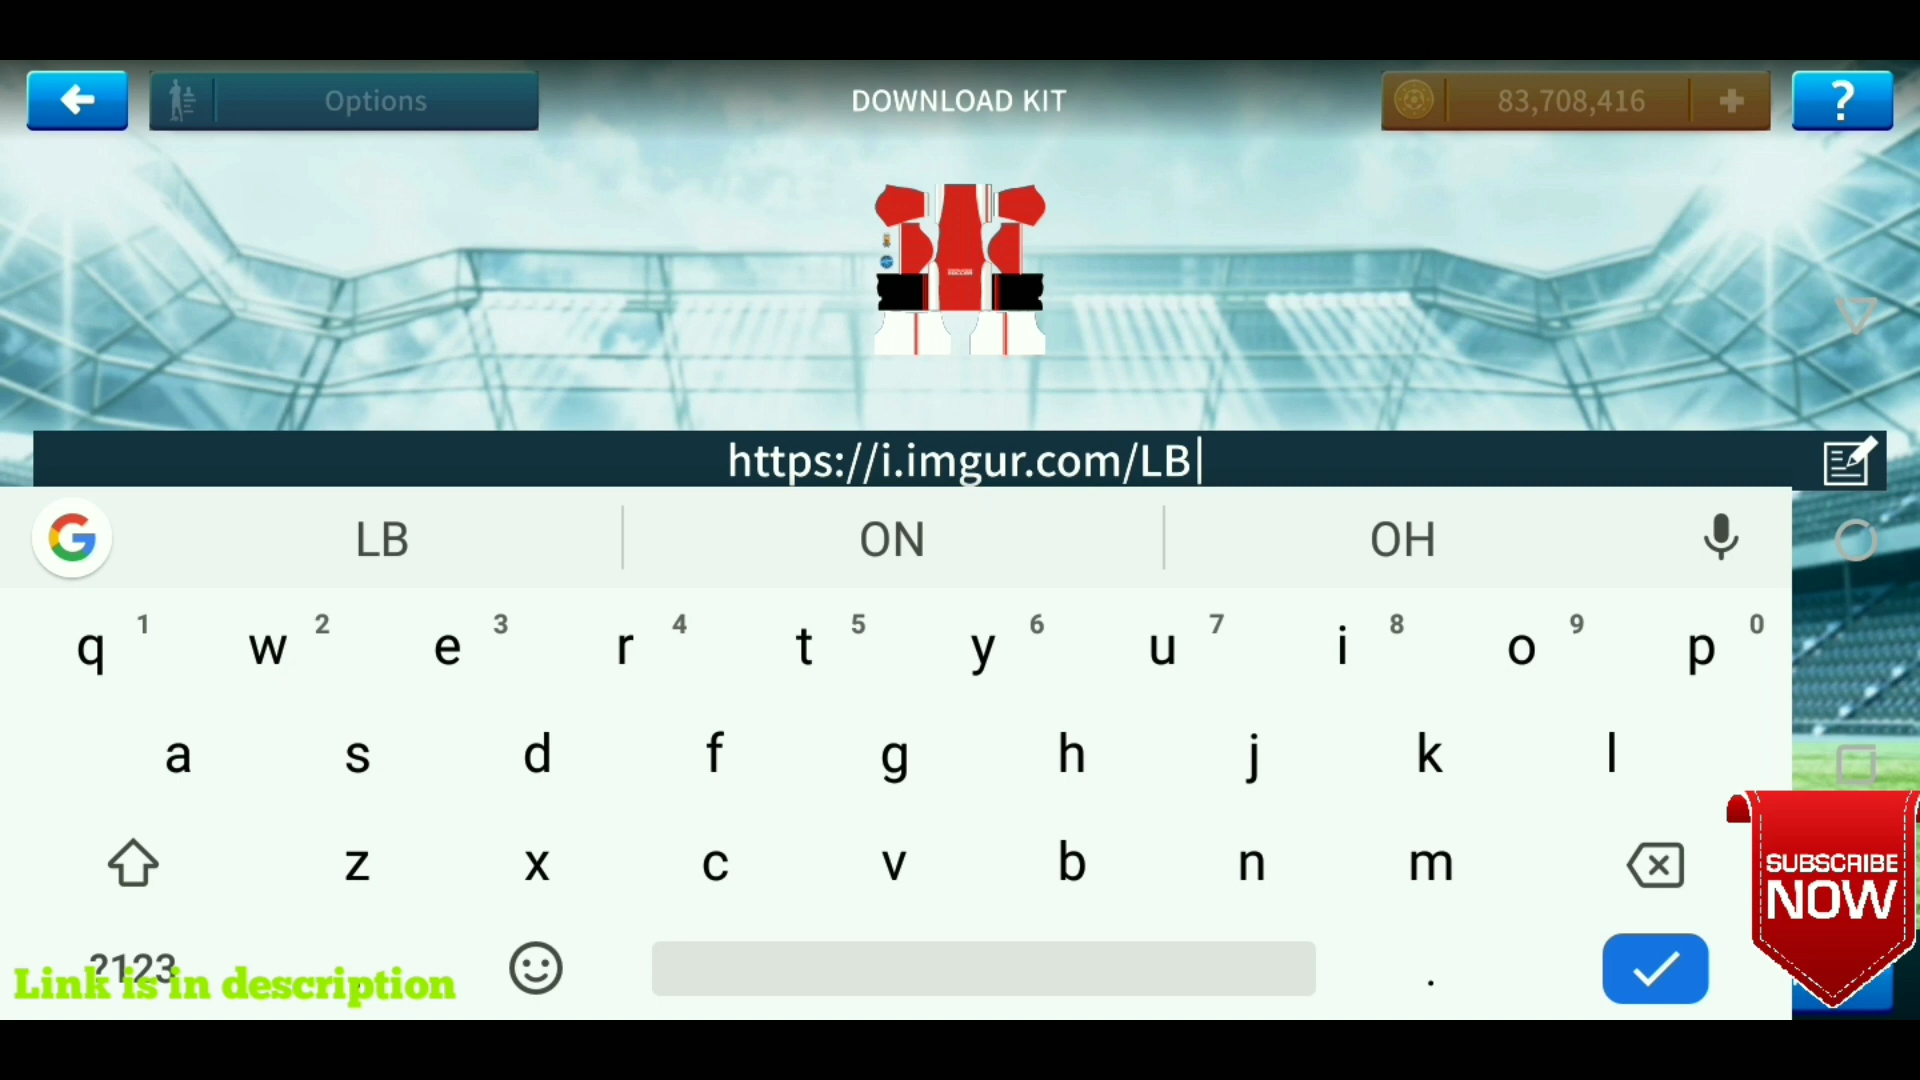 Options
DOWNLOAD KIT
83,708,416
+
?
https://i.imgur.com/LB
LB
ON
OH
q 1 w 2 e 3 r 4 t 5 y 6 u 7 i 8 o 9 p 0
a s d f g h j k l
z x c v b n m
?123
.
Link is in description
SUBSCRIBE
NOW